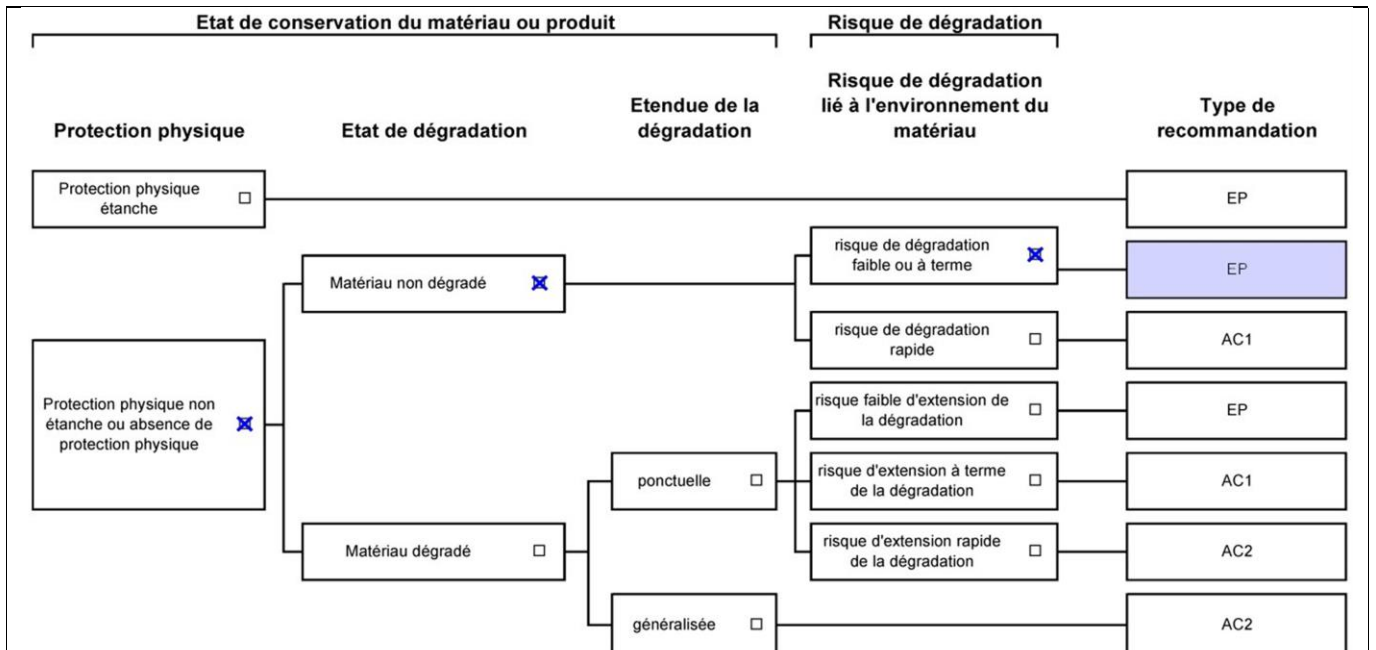 Etat de conservation du matériau ou produit
Risque de dégradation
Protection physique
Etat de dégradation
Etendue de la
dégradation
Risque de dégradation
lié à l'environnement du
matériau
Type de
recommandation
Protection physique
étanche
EP
risque de dégradation
faible ou à terme
EP
Matériau non dégradé
risque de dégradation
rapide
AC1
Protection physique non
étanche ou absence de
protection physique
risque faible d'extension de
la dégradation
EP
ponctuelle
risque d'extension à terme
de la dégradation
AC1
Matériau dégradé
risque d'extension rapide
de la dégradation
AC2
généralisée
AC2